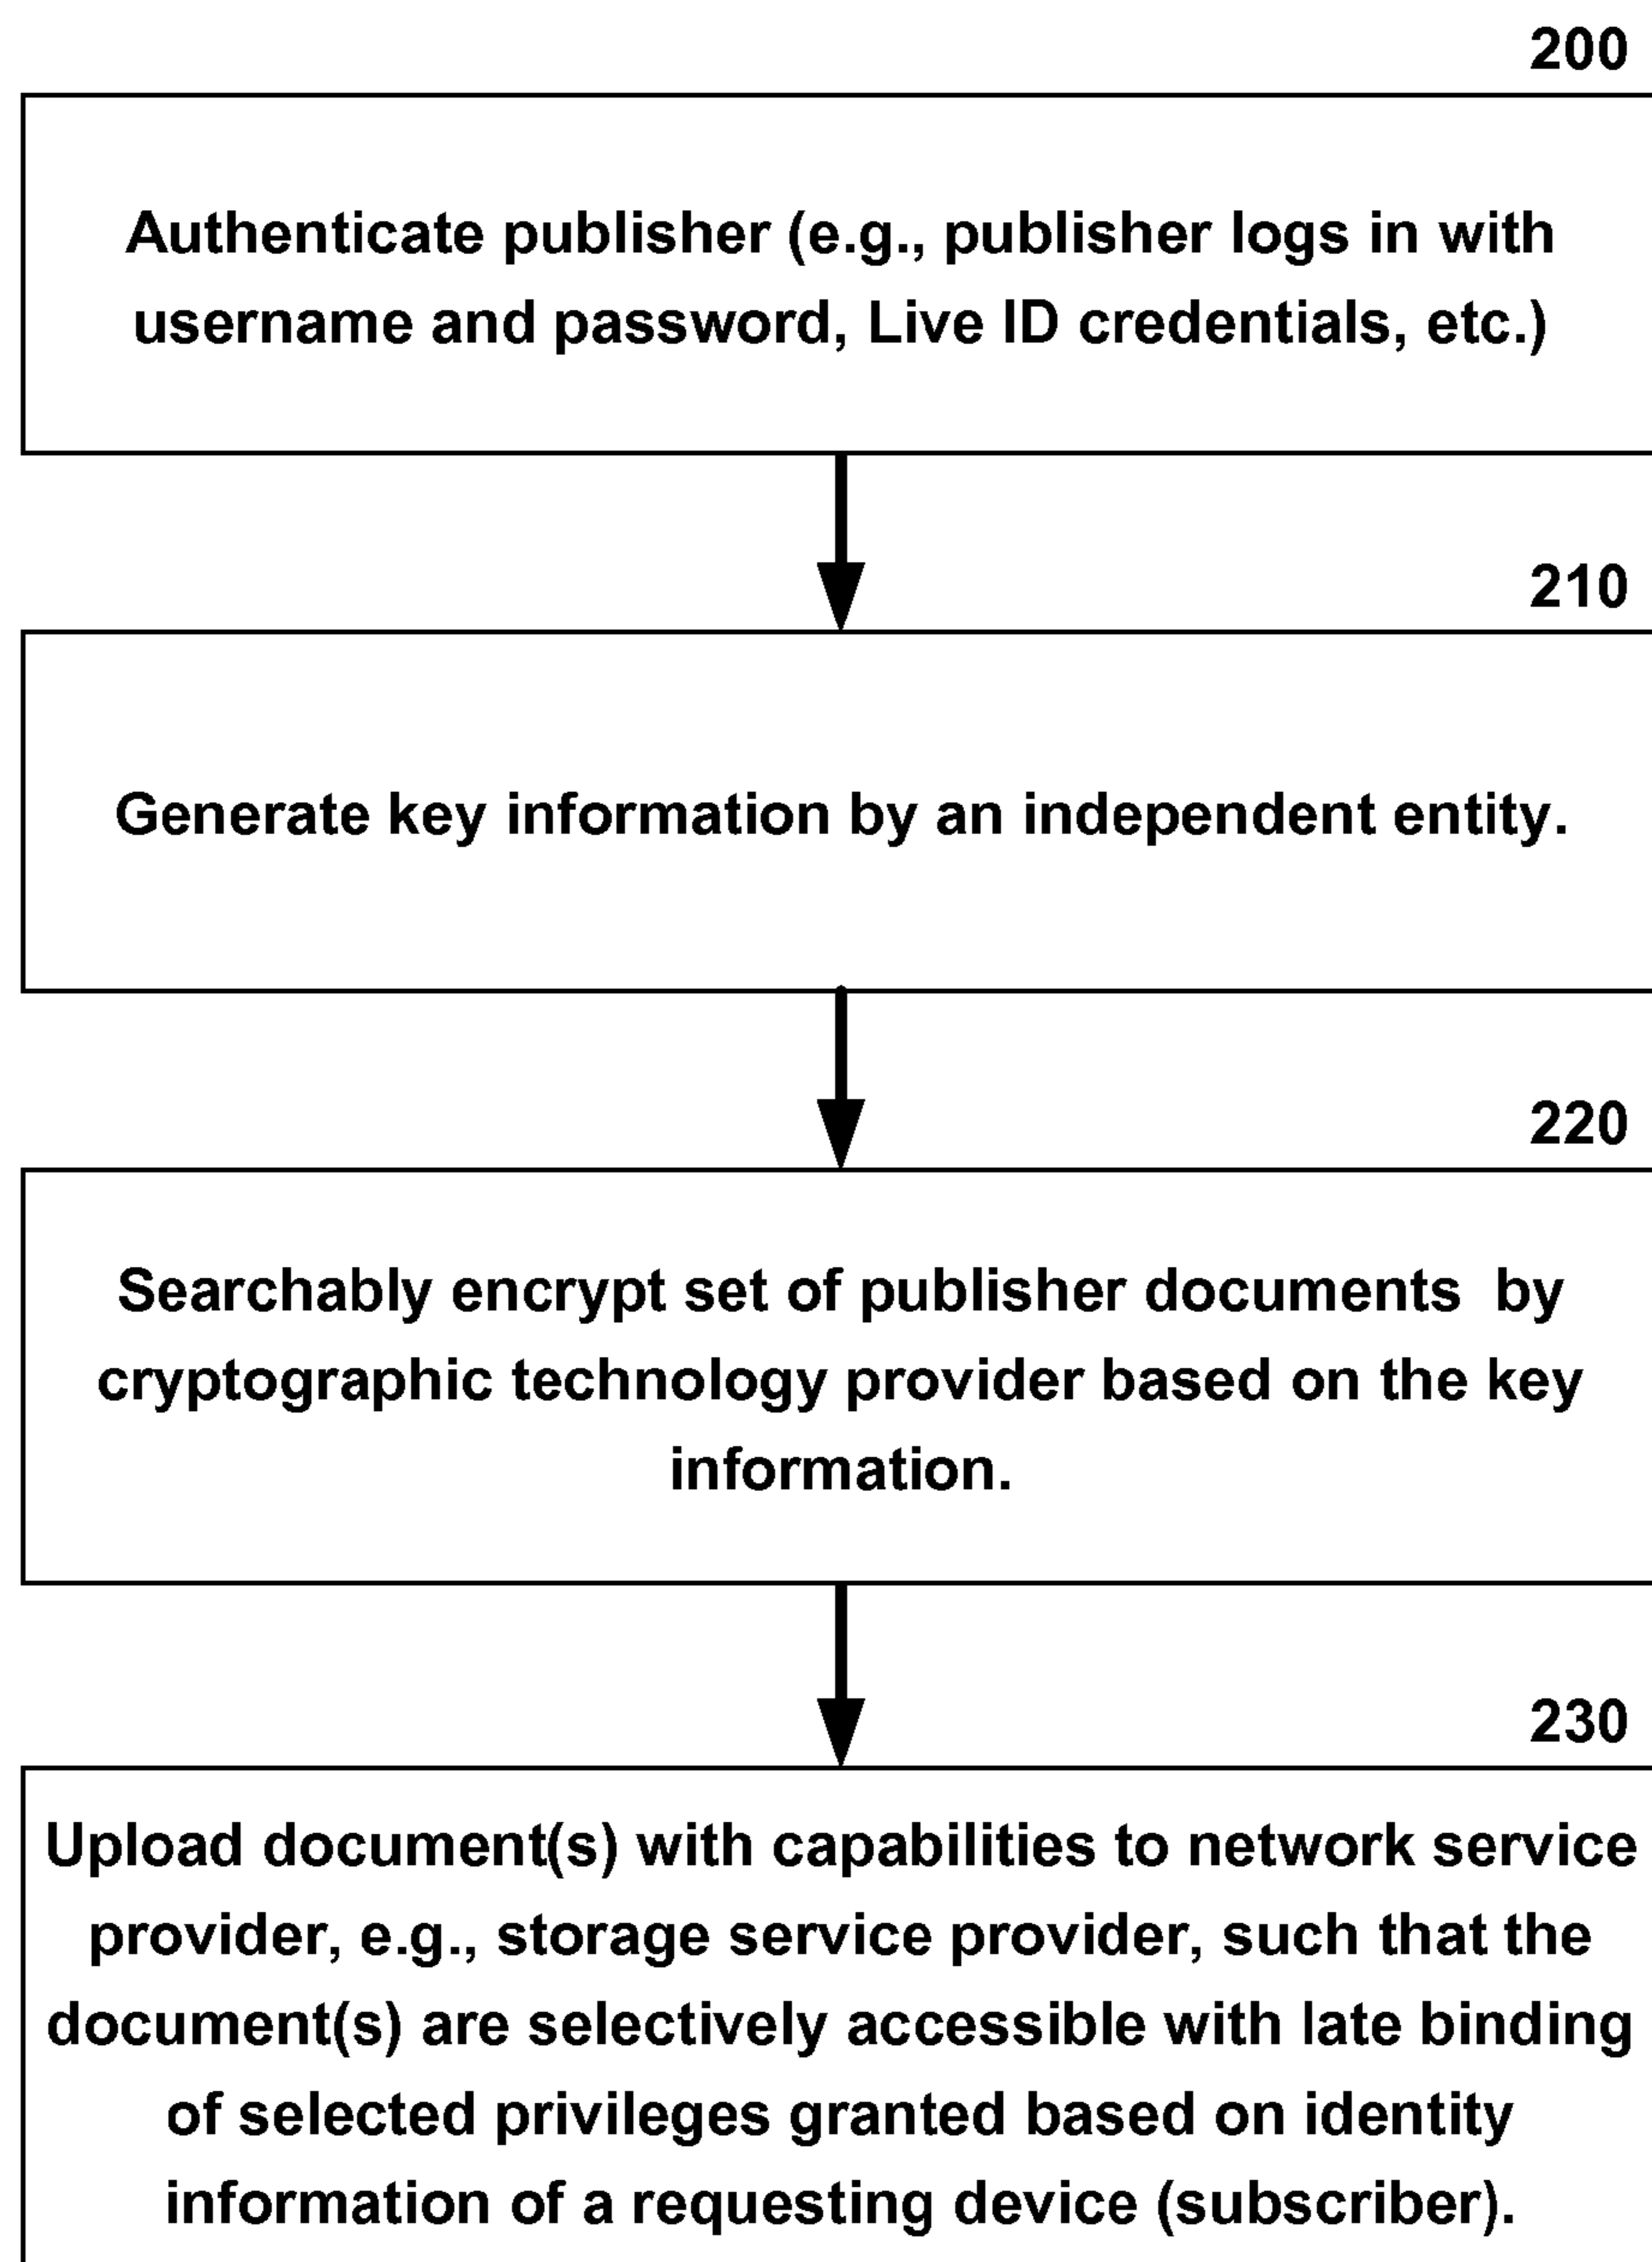 200
Authenticate publisher (e.g., publisher logs in with
username and password, Live ID credentials, etc.)
210
Generate key information by an independent entity.
220
Searchably encrypt set of publisher documents by
cryptographic technology provider based on the key
information.
230
Upload document(s) with capabilities to network service
provider, e.g., storage service provider, such that the
document(s) are selectively accessible with late binding
of selected privileges granted based on identity
information of a requesting device (subscriber).